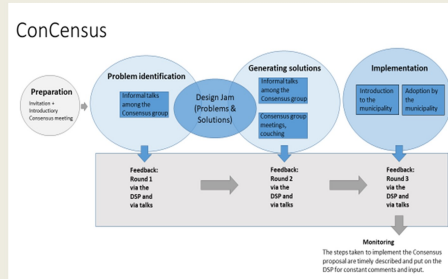 ConCensus
Preparation
Invitation +
Introductory
Consensus meeting
Problem identification
Informal talks
among the
Consensus group
Design Jam
(Problems &
Solutions)
Generating solutions
Informal talks
among the
Consensus group
Consensus group
meetings,
couching
Implementation
Introduction
to the
municipality
Adoption by
the
municipality
Feedback:
Round 1
via the
DSP and
via talks
Feedback:
Round 2
via the
DSP and
via talks
Feedback:
Round 3
via the
DSP and
via talks
Monitoring
The steps taken to implement the Consensus
proposal are timely described and put on the
DSP for constant comments and input.